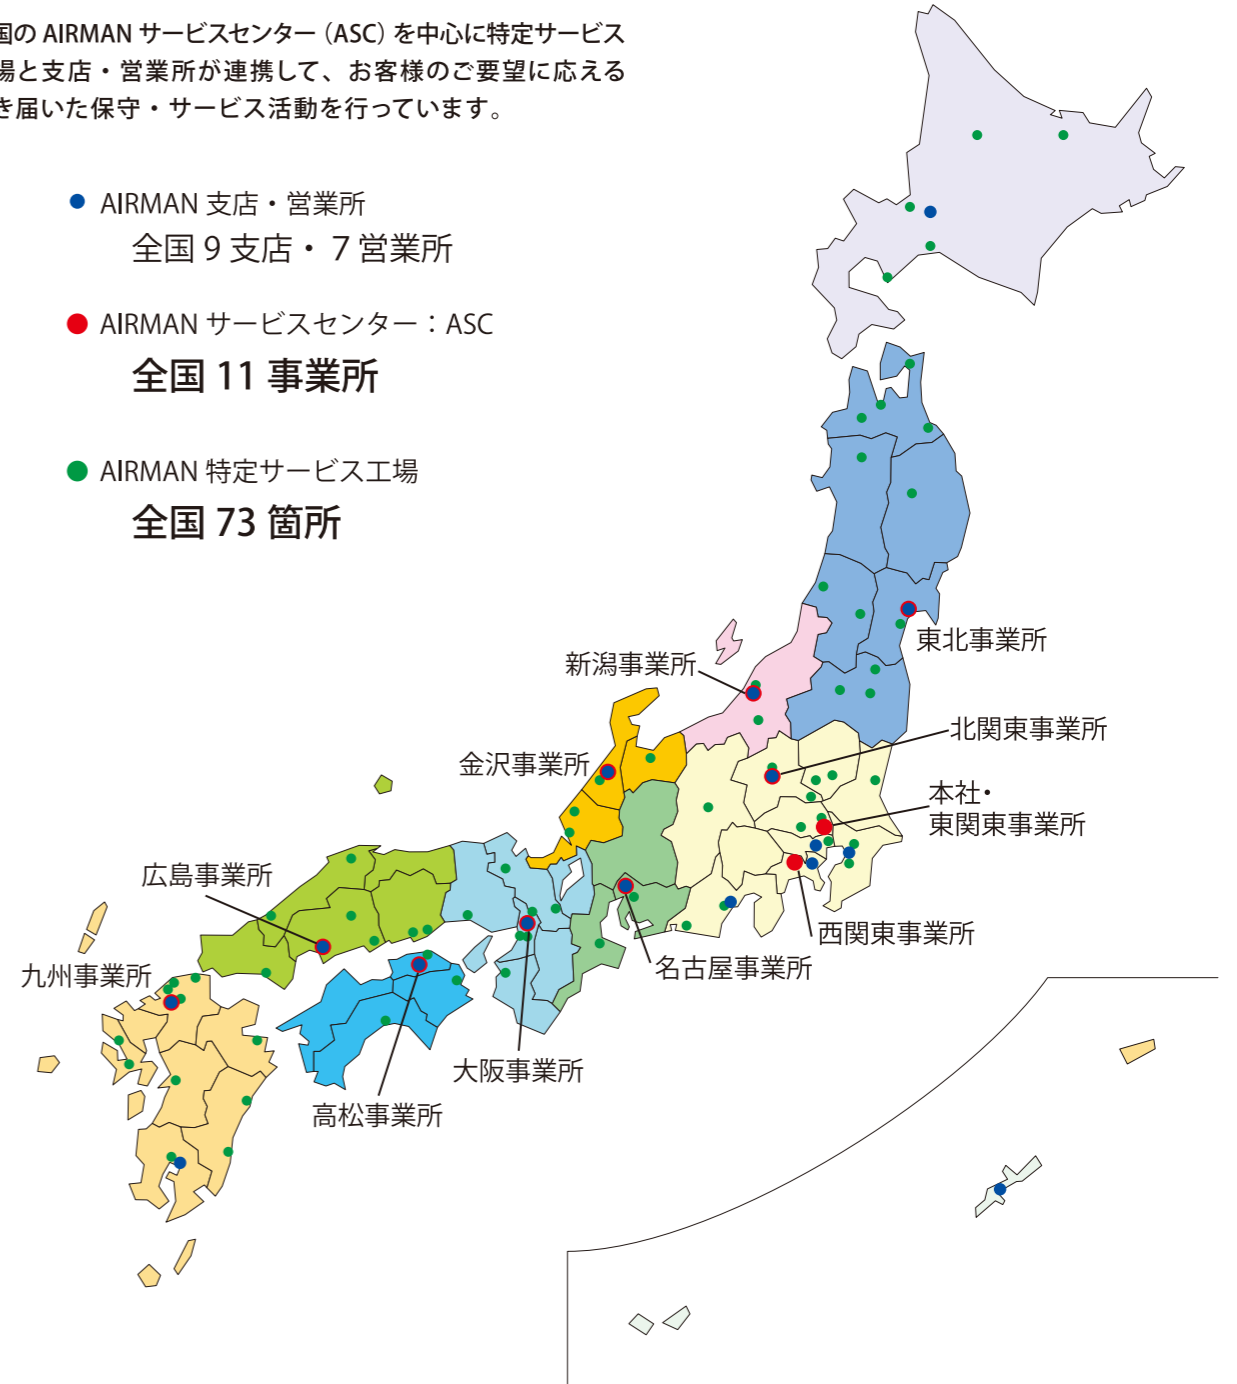 国の AIRMAN サービスセンター（ASC）を中心に特定サービス
場と支店・営業所が連携して、お客様のご要望に応える
き届いた保守・サービス活動を行っています。
AIRMAN 支店・営業所
全国 9 支店・ 7 営業所
AIRMAN サービスセンター：ASC
全国 11 事業所
AIRMAN 特定サービス工場
全国 73 箇所
東北事業所
新潟事業所
北関東事業所
金沢事業所
本社・
東関東事業所
広島事業所
西関東事業所
名古屋事業所
九州事業所
大阪事業所
高松事業所